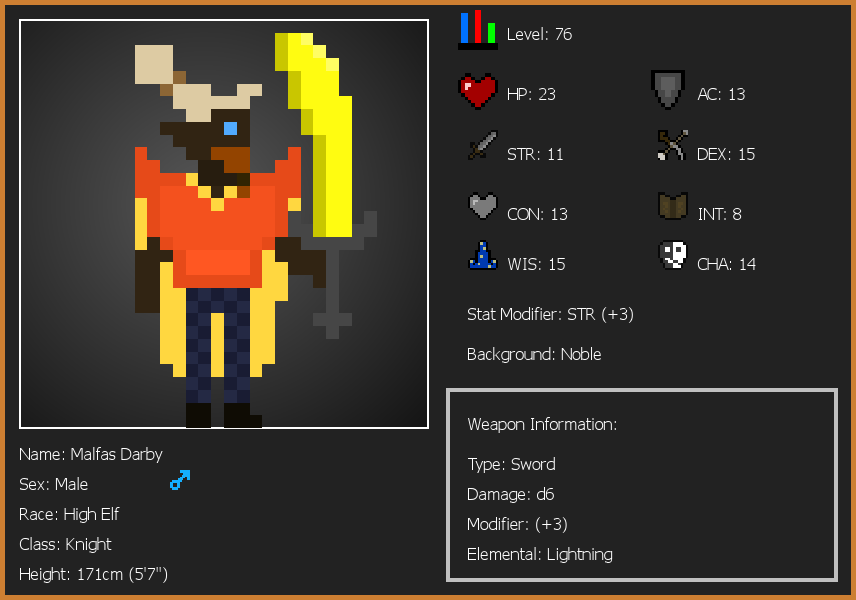 Level: 76
HP: 23
AC: 13
STR: 11
DEX: 15
CON: 13
INT: 8
WIS: 15
CHA: 14
Stat Modifier: STR (+3)
Background: Noble
Weapon Information:
Type: Sword
Damage: d6
Modifier: (+3)
Elemental: Lightning
Name: Malfas Darby
Sex: Male
Race: High Elf
Class: Knight
Height: 171cm (5'7")